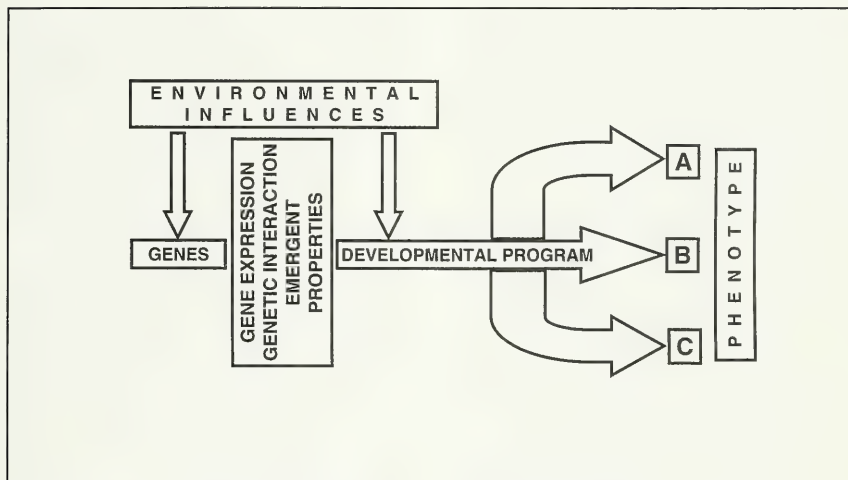 ENVIRONMENTAL
INFLUENCES
GENES
GENE EXPRESSION
GENETIC INTERACTION
EMERGENT
PROPERTIES
DEVELOPMENTAL PROGRAM
A
B
C
PHENOTYPE